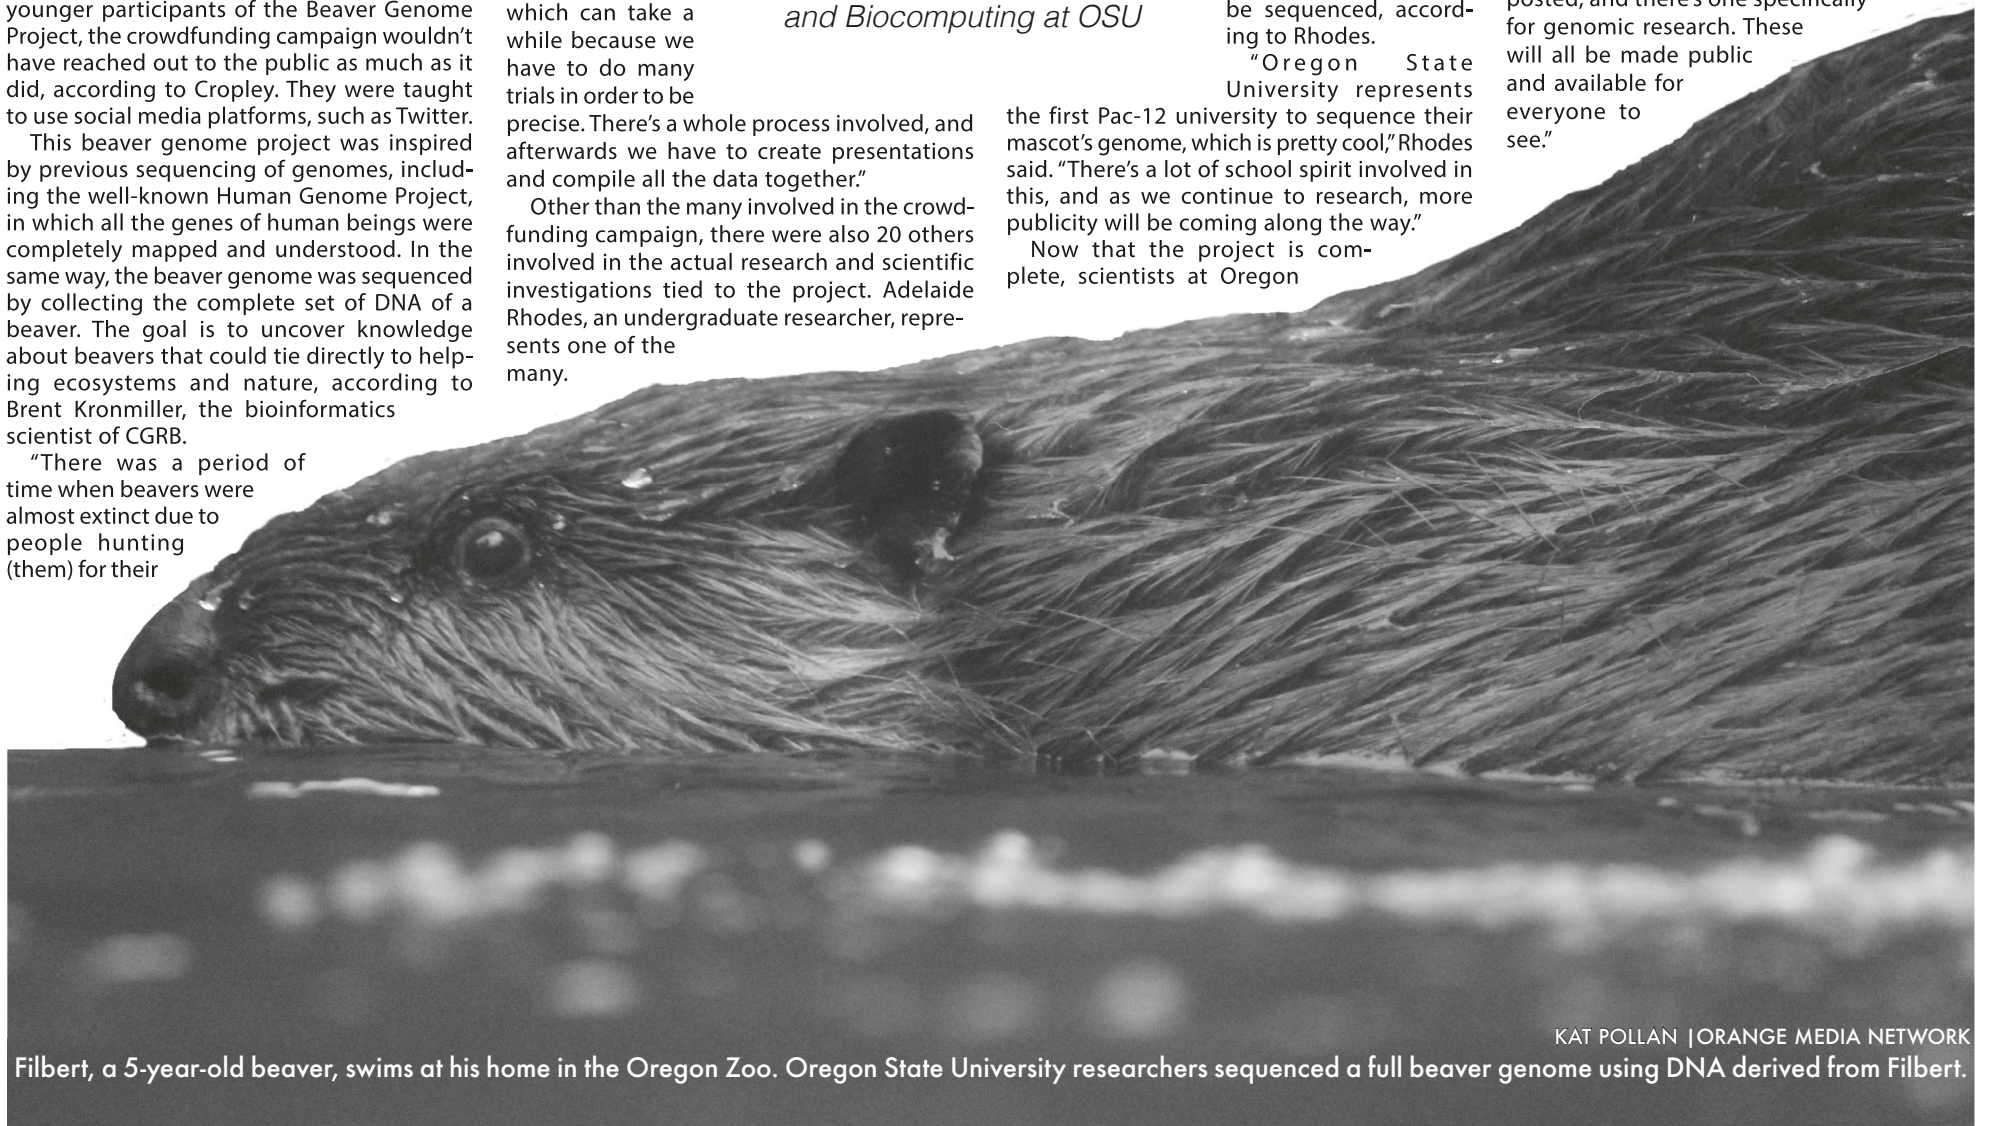 younger participants of the Beaver Genome
Project, the crowdfunding campaign wouldn't
have reached out to the public as much as it
did, according to Cropley. They were taught
to use social media platforms, such as Twitter.
This beaver genome project was inspired
by previous sequencing of genomes, includ-
ing the well-known Human Genome Project,
in which all the genes of human beings were
completely mapped and understood. In the
same way, the beaver genome was sequenced
by collecting the complete set of DNA of a
beaver. The goal is to uncover knowledge
about beavers that could tie directly to help-
ing ecosystems and nature, according to
Brent Kronmiller, the bioinformatics
scientist of CGRB.
“There was a period of
time when beavers were
almost extinct due to
people hunting
(them) for their
which can take a
while because we
have to do many
trials in order to be
precise. There's a whole process involved, and
afterwards we have to create presentations
and compile all the data together.”
Other than the many involved in the crowd-
funding campaign, there were also 20 others
involved in the actual research and scientific
investigations tied to the project. Adelaide
Rhodes, an undergraduate researcher, repre-
sents one of the
many.
and Biocomputing at OSU
be sequenced, accord-
ing to Rhodes.
“Oregon State
University represents
the first Pac-12 university to sequence their
mascot's genome, which is pretty cool,” Rhodes
said. “There's a lot of school spirit involved in
this, and as we continue to research, more
publicity will be coming along the way.”
Now that the project is com-
plete, scientists at Oregon
posted, and there's one specifically
for genomic research. These
will all be made public
and available for
everyone to
see.”
KAT POLLAN | ORANGE MEDIA NETWORK
Filbert, a 5-year-old beaver, swims at his home in the Oregon Zoo. Oregon State University researchers sequenced a full beaver genome using DNA derived from Filbert.